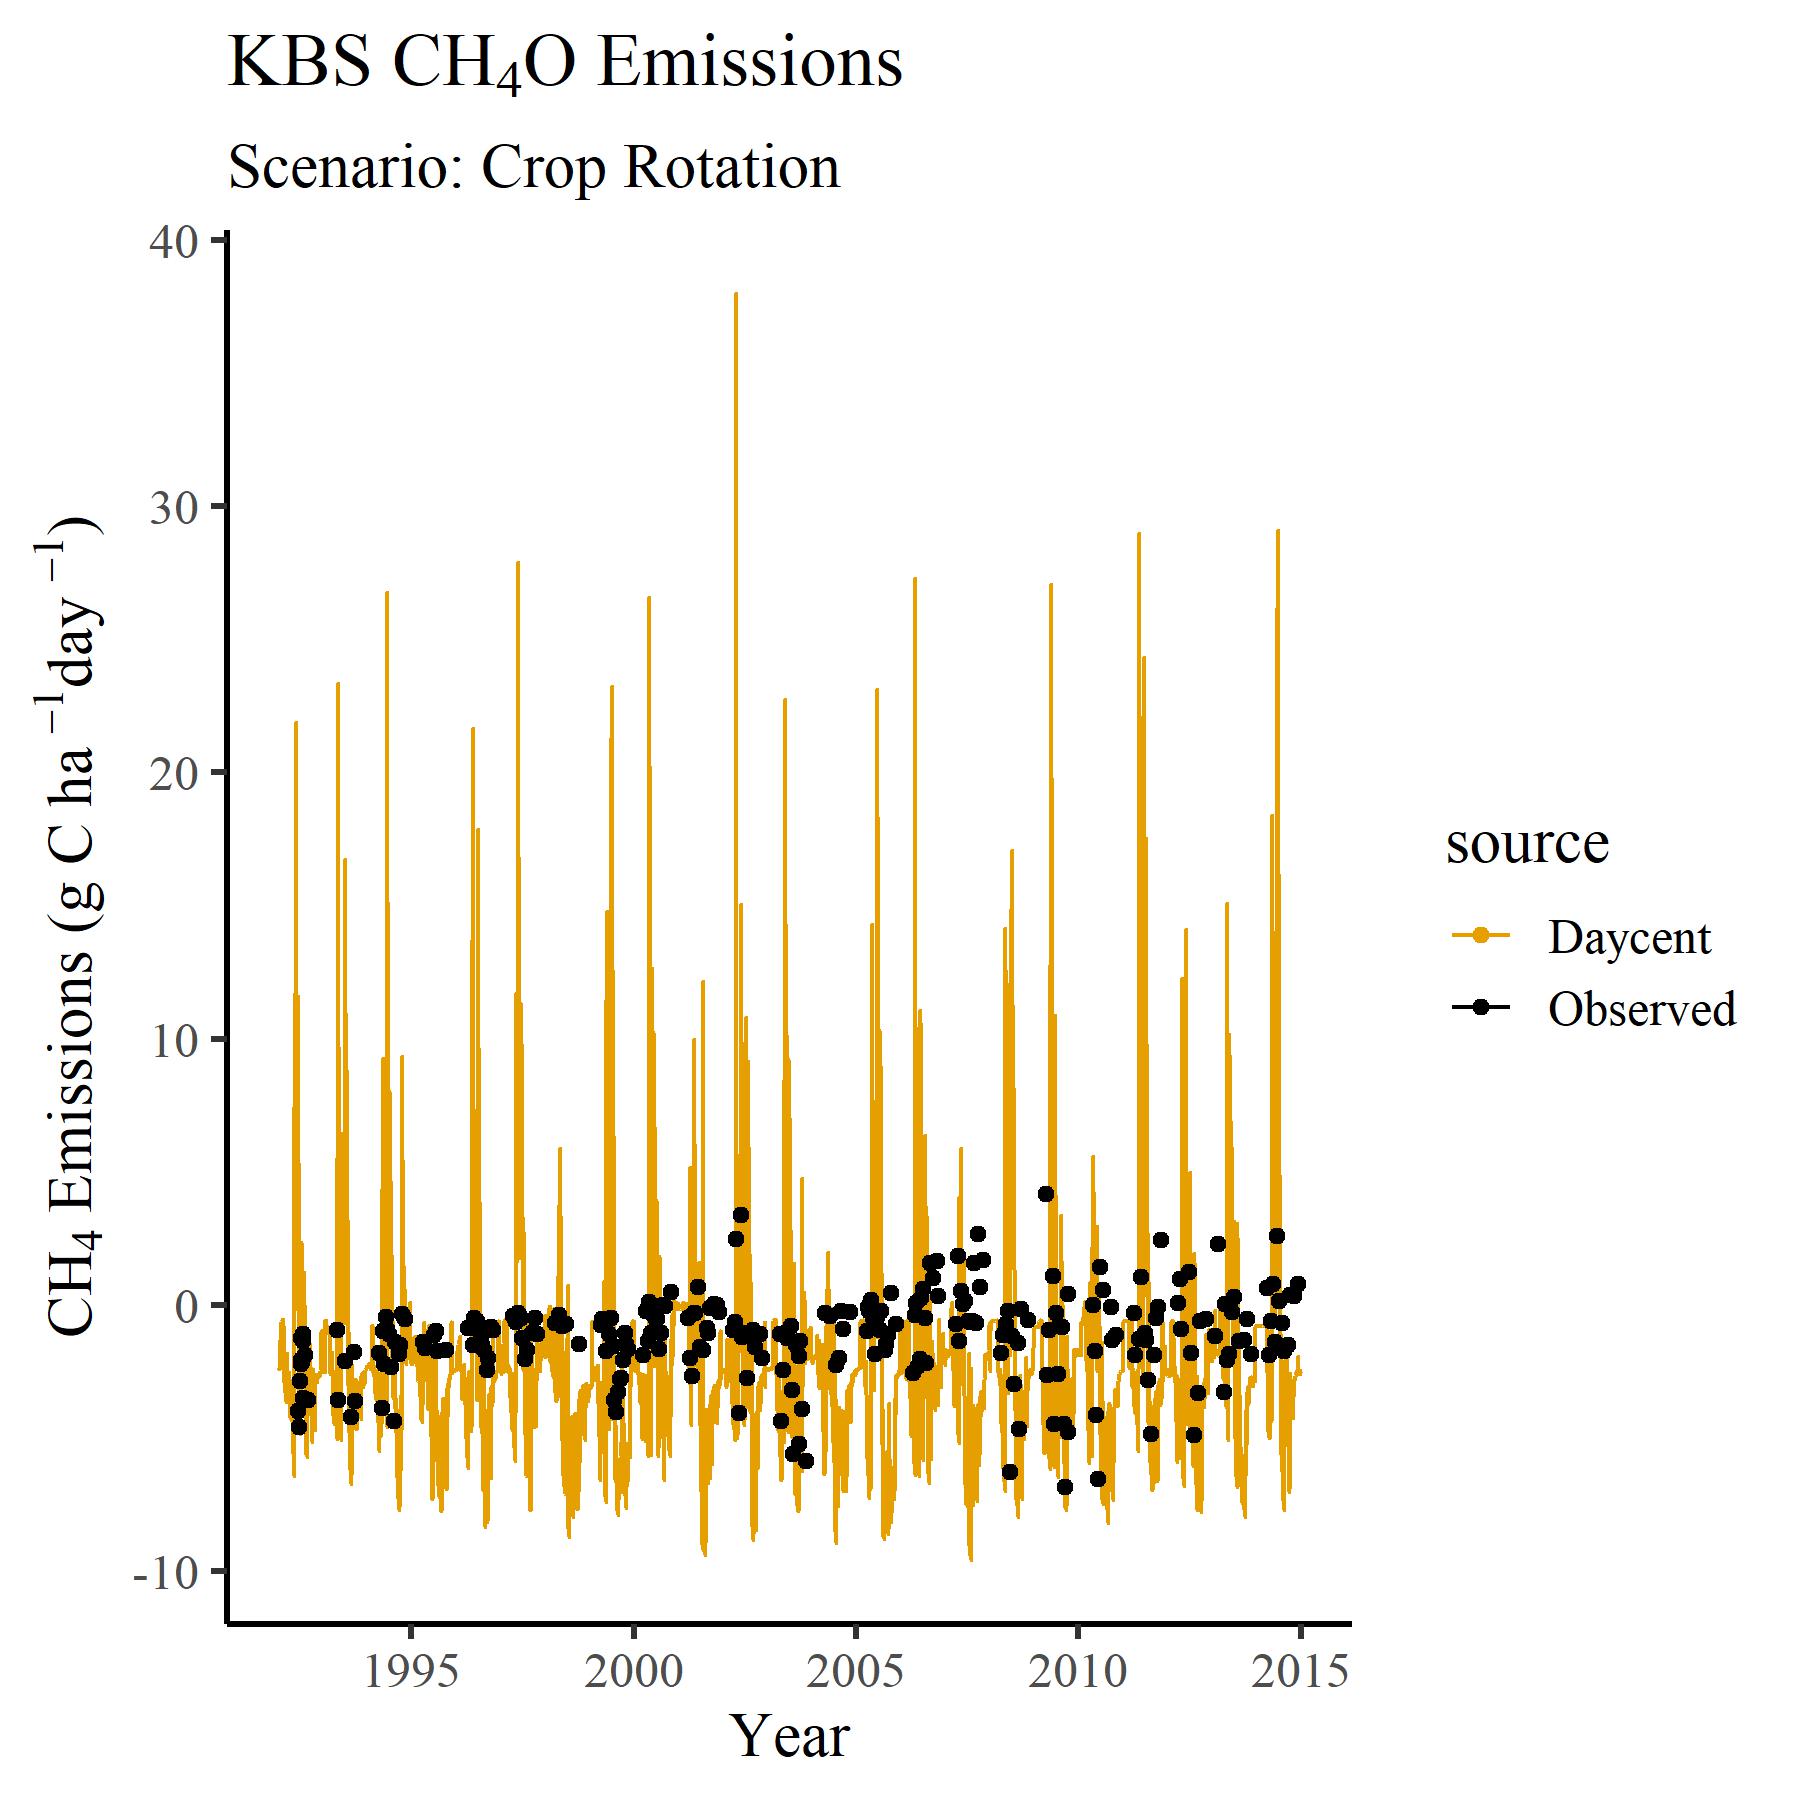 KBS CH₄O Emissions
Scenario: Crop Rotation
CH₄ Emissions (g C ha ⁻¹day ⁻¹)
40
30
20
10
0
-10
1995 2000 2005 2010 2015
Year
source
Daycent
Observed